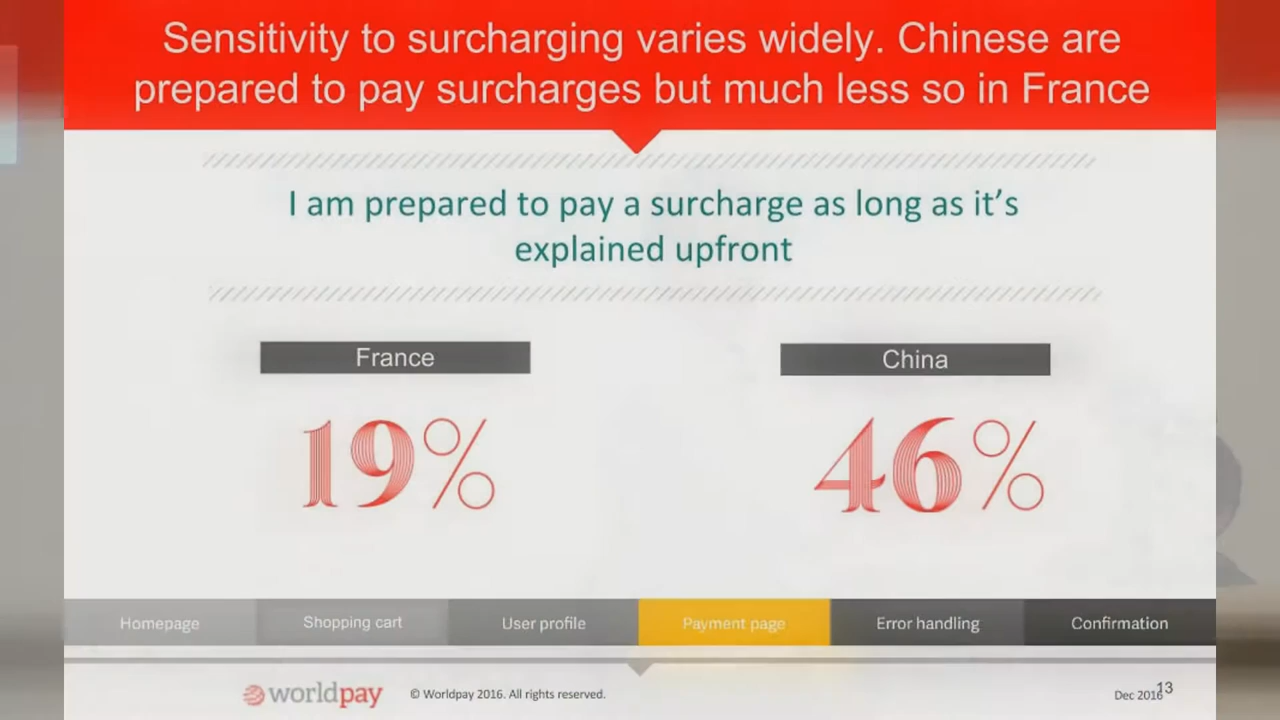 Sensitivity to surcharging varies widely. Chinese are
prepared to pay surcharges but much less so in France
I am prepared to pay a surcharge as long as it's
explained upfront
France
China
19%
46%
Homepage
Shopping cart
User profile
Payment page
Error handling
Confirmation
worldpay
© Worldpay 2016. All rights reserved.
Dec 2016
13